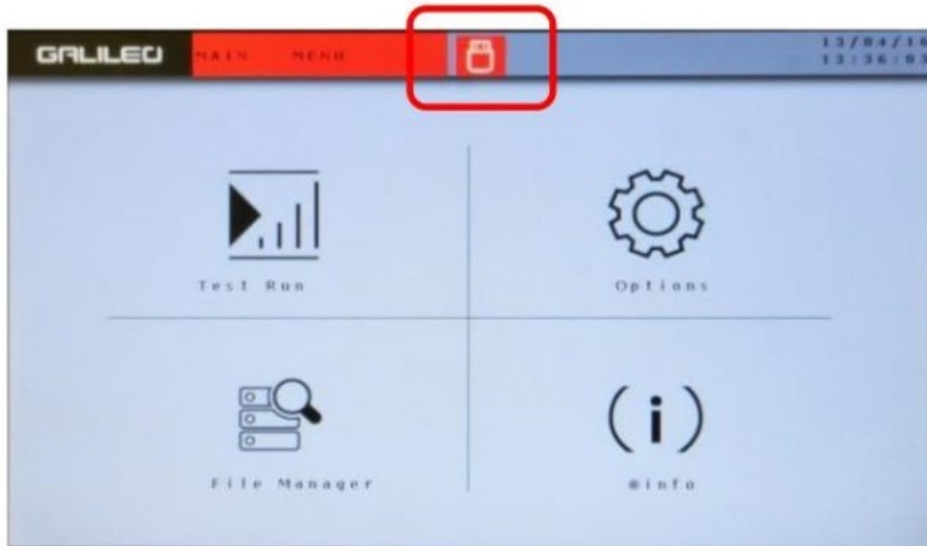 GALILEO MAIN MENU 13/04/16
13:36:03
Test Run Options
File Manager @info